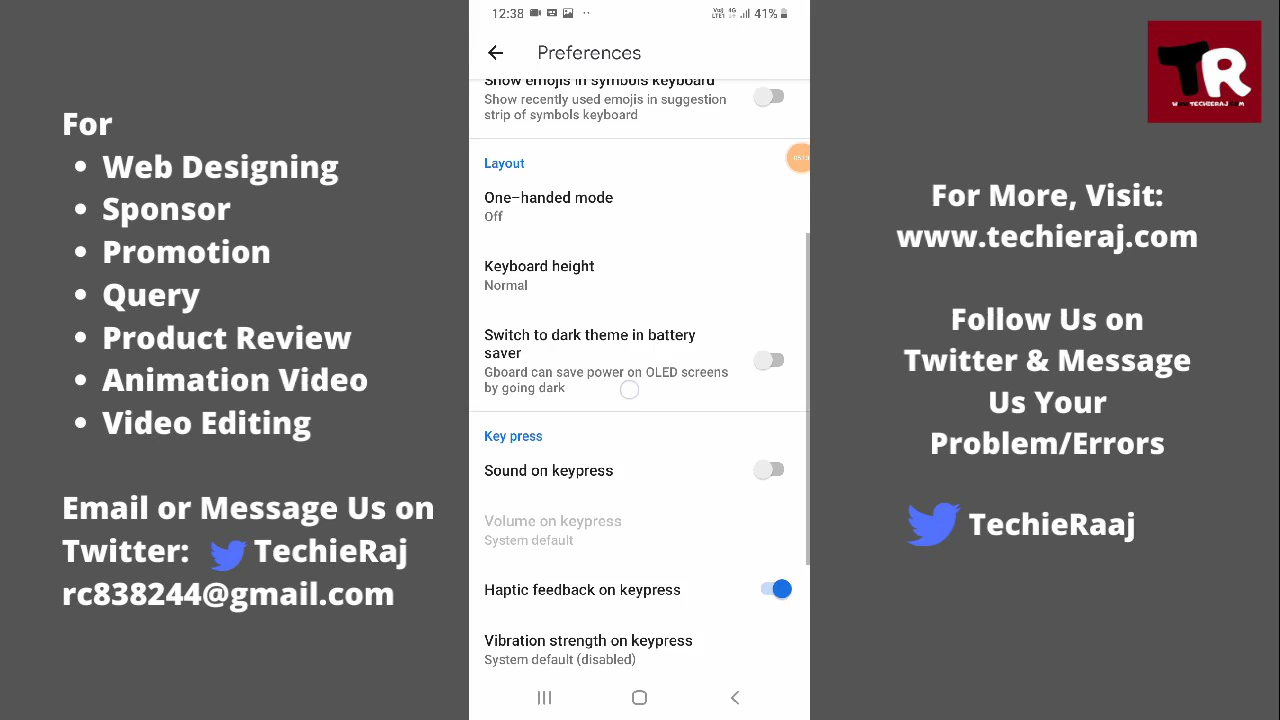 For
• Web Designing
• Sponsor
• Promotion
• Query
• Product Review
• Animation Video
• Video Editing
Email or Message Us on
Twitter: TechieRaj
rc838244@gmail.com
12:38
41%
Preferences
Show emojis in symbols keyboard
Show recently used emojis in suggestion
strip of symbols keyboard
Layout
One-handed mode
Off
Keyboard height
Normal
Switch to dark theme in battery
saver
Gboard can save power on OLED screens
by going dark
Key press
Sound on keypress
Volume on keypress
System default
Haptic feedback on keypress
Vibration strength on keypress
System default (disabled)
TR
WWW.TECHIERAJ.COM
For More, Visit:
www.techieraj.com
Follow Us on
Twitter & Message
Us Your
Problem/Errors
TechieRaaj